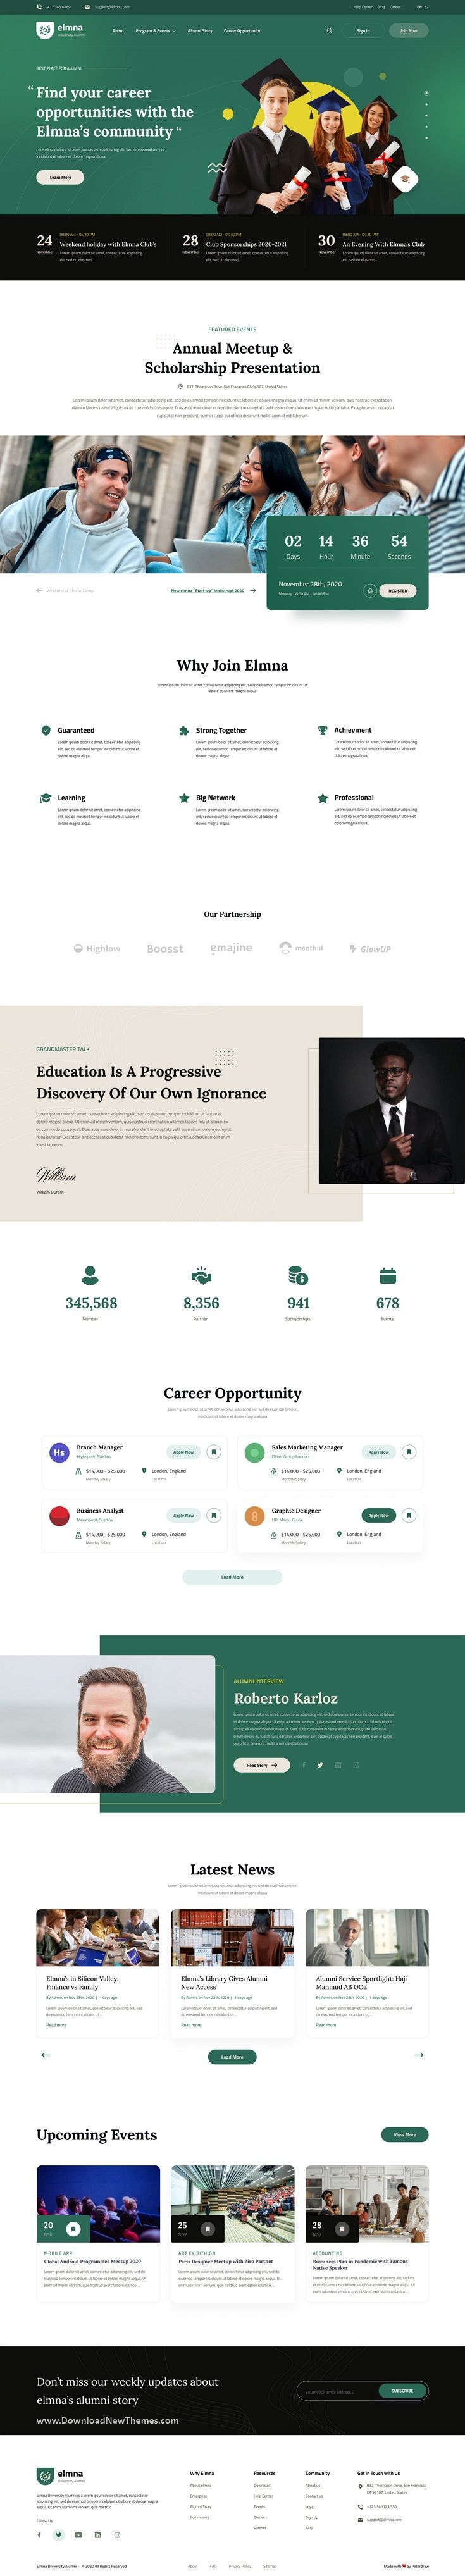 +12 345 6789
support@elmna.com
Help Center
Blog
Career
EN
elmna
University Alumni
About
Program & Events
Alumni Story
Career Opportunity
Sign In
Join Now
BEST PLACE FOR ALUMNI
“ Find your career
opportunities with the
Elmna’s community “
Lorem ipsum dolor sit amet, consectetur adipiscing elit, sed do eiusmod tempor
incididunt ut labore et dolore magna aliqua
Learn More
24
November
08:00 AM - 04:30 PM
Weekend holiday with Elmna Club’s
Lorem ipsum dolor sit amet, consectetur adipiscing
elit, sed do eiusmod...
28
November
08:00 AM - 04:30 PM
Club Sponsorships 2020-2021
Lorem ipsum dolor sit amet, consectetur adipiscing
elit, sed do eiusmod...
30
November
08:00 AM - 04:30 PM
An Evening With Elmna’s Club
Lorem ipsum dolor sit amet, consectetur adipiscing
elit, sed do eiusmod...
FEATURED EVENTS
Annual Meetup &
Scholarship Presentation
832 Thompson Drive, San Fransisco CA 94107, United States
Lorem ipsum dolor sit amet, consectetur adipiscing elit, sed do eiusmod tempor incididunt ut labore et dolore magna aliqua. Ut enim ad minim veniam, quis nostrud exercitation
ullamco laboris nisi ut aliquip ex ea commodo consequat. Duis aute irure dolor in reprehenderit in voluptate velit esse cillum dolore eu fugiat nulla pariatur. Excepteur sint occaecat
cupidatat non proident, sunt in culpa qui officia deserunt mollit anim id est laborum
02
14
36
54
Days
Hour
Minute
Seconds
November 28th, 2020
Monday, 08:00 AM - 06:00 PM
REGISTER
Weekend at Elmna Camp
New elmna “Start-up” in distrupt 2020
Why Join Elmna
Lorem ipsum dolor sit amet, consectetur adipiscing elit, sed do eiusmod tempor incididunt ut
labore et dolore magna aliqua
Guaranteed
Lorem ipsum dolor sit amet, consectetur adipiscing
elit, sed do eiusmod tempor incididunt ut labore et
dolore magna aliqua.
Strong Together
Lorem ipsum dolor sit amet, consectetur adipiscing
elit, sed do eiusmod tempor incididunt ut labore et
dolore magna aliqua.
Achievment
Lorem ipsum dolor sit amet, consectetur adipiscing
elit, sed do eiusmod tempor incididunt ut labore et
dolore magna aliqua.
Learning
Lorem ipsum dolor sit amet, consectetur adipiscing
elit, sed do eiusmod tempor incididunt ut labore et
dolore magna aliqua.
Big Network
Lorem ipsum dolor sit amet, consectetur adipiscing
elit, sed do eiusmod tempor incididunt ut labore et
dolore magna aliqua.
Professional
Lorem ipsum dolor sit amet, consectetur adipiscing
elit, sed do eiusmod tempor incididunt ut labore et
dolore magna aliqua.
Our Partnership
Highlow
Boosst
emajine
manthul
GlowUP
GRANDMASTER TALK
Education Is A Progressive
Discovery Of Our Own Ignorance
Lorem ipsum dolor sit amet, consectetur adipiscing elit, sed do eiusmod tempor incididunt ut labore et
dolore magna aliqua. Ut enim ad minim veniam, quis nostrud exercitation ullamco laboris nisi ut aliquip
ex ea commodo consequat. Duis aute irure dolor in reprehenderit in voluptate velit esse cillum dolore eu
fugiat nulla pariatur. Excepteur sint occaecat cupidatat non proident, sunt in culpa qui officia deserunt mollit anim
id est laborum
William
William Durant
345,568
Member
8,356
Partner
941
Sponsorships
678
Events
Career Opportunity
Lorem ipsum dolor sit amet, consectetur adipiscing elit, sed do eiusmod tempor
incididunt ut labore et dolore magna aliqua
Hs
Branch Manager
Highspeed Studios
Apply Now
$14,000 - $25,000
Monthly Salary
London, England
Location
Sales Marketing Manager
Olivan Group London
Apply Now
$14,000 - $25,000
Monthly Salary
London, England
Location
Business Analyst
Apply Now
$14,000 - $25,000
Monthly Salary
London, England
Location
Graphic Designer
Apply Now
$14,000 - $25,000
Monthly Salary
London, England
Location
Load More
ALUMNI INTERVIEW
Roberto Karloz
Lorem ipsum dolor sit amet, consectetur adipiscing elit, sed do eiusmod tempor incididunt ut labore
et dolore magna aliqua. Ut enim ad minim veniam, quis nostrud exercitation ullamco laboris nisi ut
aliquip ex ea commodo consequat. Duis aute irure dolor in reprehenderit in voluptate velit esse
cillum dolore eu fugiat nulla pariatur. Excepteur sint occaecat cupidatat non proident, sunt in culpa
qui officia deserunt mollit anim id est laborum
Read Story
Latest News
Lorem ipsum dolor sit amet, consectetur adipiscing elit, sed do eiusmod tempor
incididunt ut labore et dolore magna aliqua
Elmna’s in Silicon Valley:
Finance vs Family
By Admin, on Nov 23th, 2020 | 1 days ago
Lorem ipsum dolor sit amet, consectetur adipiscing elit, sed
do eiusmod tempor incididunt ut ...
Read more
Elmna’s Library Gives Alumni
New Access
By Admin, on Nov 23th, 2020 | 1 days ago
Lorem ipsum dolor sit amet, consectetur adipiscing elit, sed
do eiusmod tempor incididunt ut ...
Read more
Alumni Service Sportlight: Haji
Mahmud AB OO2
By Admin, on Nov 23th, 2020 | 1 days ago
Lorem ipsum dolor sit amet, consectetur adipiscing elit, sed
do eiusmod tempor incididunt ut ...
Read more
Load More
Upcoming Events
View More
20
NOV
MOBILE APP
Global Android Programmer Meetup 2020
Lorem ipsum dolor sit amet, consectetur adipiscing elit, sed do
eiusmod tempor incididunt ut labore et dolore magna aliqua. Ut
enim ad minim veniam, quis nostrud exercitation ullamco ...
25
NOV
ART EXIBITHION
Paris Designer Meetup with Ziro Partner
Lorem ipsum dolor sit amet, consectetur adipiscing elit, sed do
eiusmod tempor incididunt ut labore et dolore magna aliqua. Ut
enim ad minim veniam, quis nostrud exercitation ullamco ...
28
NOV
ACCOUNTING
Bussiness Plan in Pandemic with Famous
Native Speaker
Lorem ipsum dolor sit amet, consectetur adipiscing elit, sed do
eiusmod tempor incididunt ut labore et dolore magna aliqua. Ut
enim ad minim veniam, quis nostrud exercitation ullamco ...
Don’t miss our weekly updates about
elmna’s alumni story
www.DownloadNewThemes.com
Enter your email address...
SUBSCRIBE
elmna
University Alumni
Elmna University Alumni is a lorem ipsum dolor sit amet, consectetur
adipiscing elit, sed do eiusmod tempor incididunt ut labore et dolore magna
aliqua. Ut enim ad minim veniam, quis nostrud
Follow Us
Why Elmna
About elmna
Enterprise
Alumni Story
Community
Resources
Download
Help Center
Events
Guides
Partner
Community
About us
Contact us
Login
Sign Up
FAQ
Get in Touch with Us
832 Thompson Drive, San Fransisco
CA 94107, United States
+123 345123 556
support@elmna.com
Elmna University Alumni - © 2020 All Rights Reserved
About
FAQ
Privacy Policy
Sitemap
Made with ♥ by Peterdraw